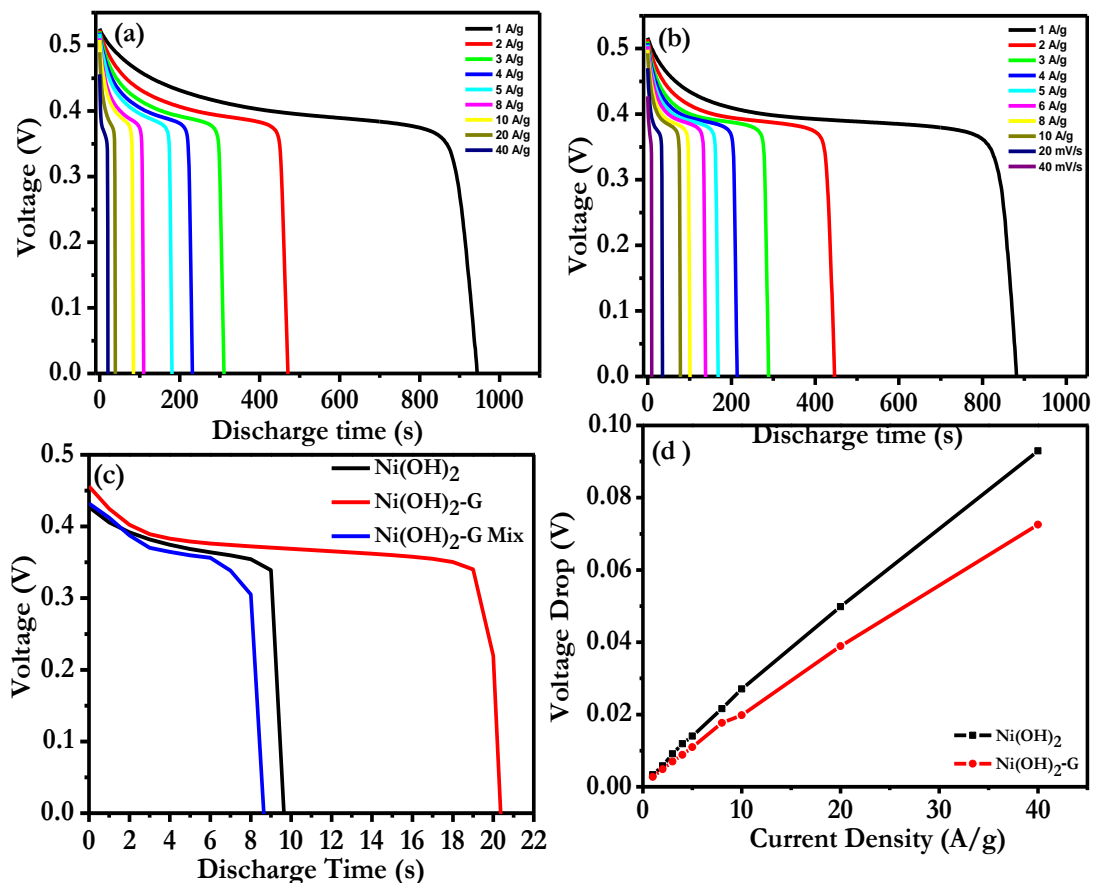 (a)
1 A/g
2 A/g
3 A/g
4 A/g
5 A/g
8 A/g
10 A/g
20 A/g
40 A/g
0.5
0.4
0.3
0.2
0.1
0.0
Voltage (V)
0 200 400 600 800 1000
Discharge time (s)
(b)
1 A/g
2 A/g
3 A/g
4 A/g
5 A/g
6 A/g
8 A/g
10 A/g
20 mV/s
40 mV/s
0.5
0.4
0.3
0.2
0.1
0.0
Voltage (V)
0 200 400 600 800 1000
Discharge time (s)
(c)
Ni(OH)2
Ni(OH)2-G
Ni(OH)2-G Mix
0.5
0.4
0.3
0.2
0.1
0.0
Voltage (V)
0 2 4 6 8 10 12 14 16 18 20 22
Discharge Time (s)
(d )
0.10
0.08
0.06
0.04
0.02
0.00
Voltage Drop (V)
Ni(OH)2
Ni(OH)2-G
0 10 20 30 40
Current Density (A/g)